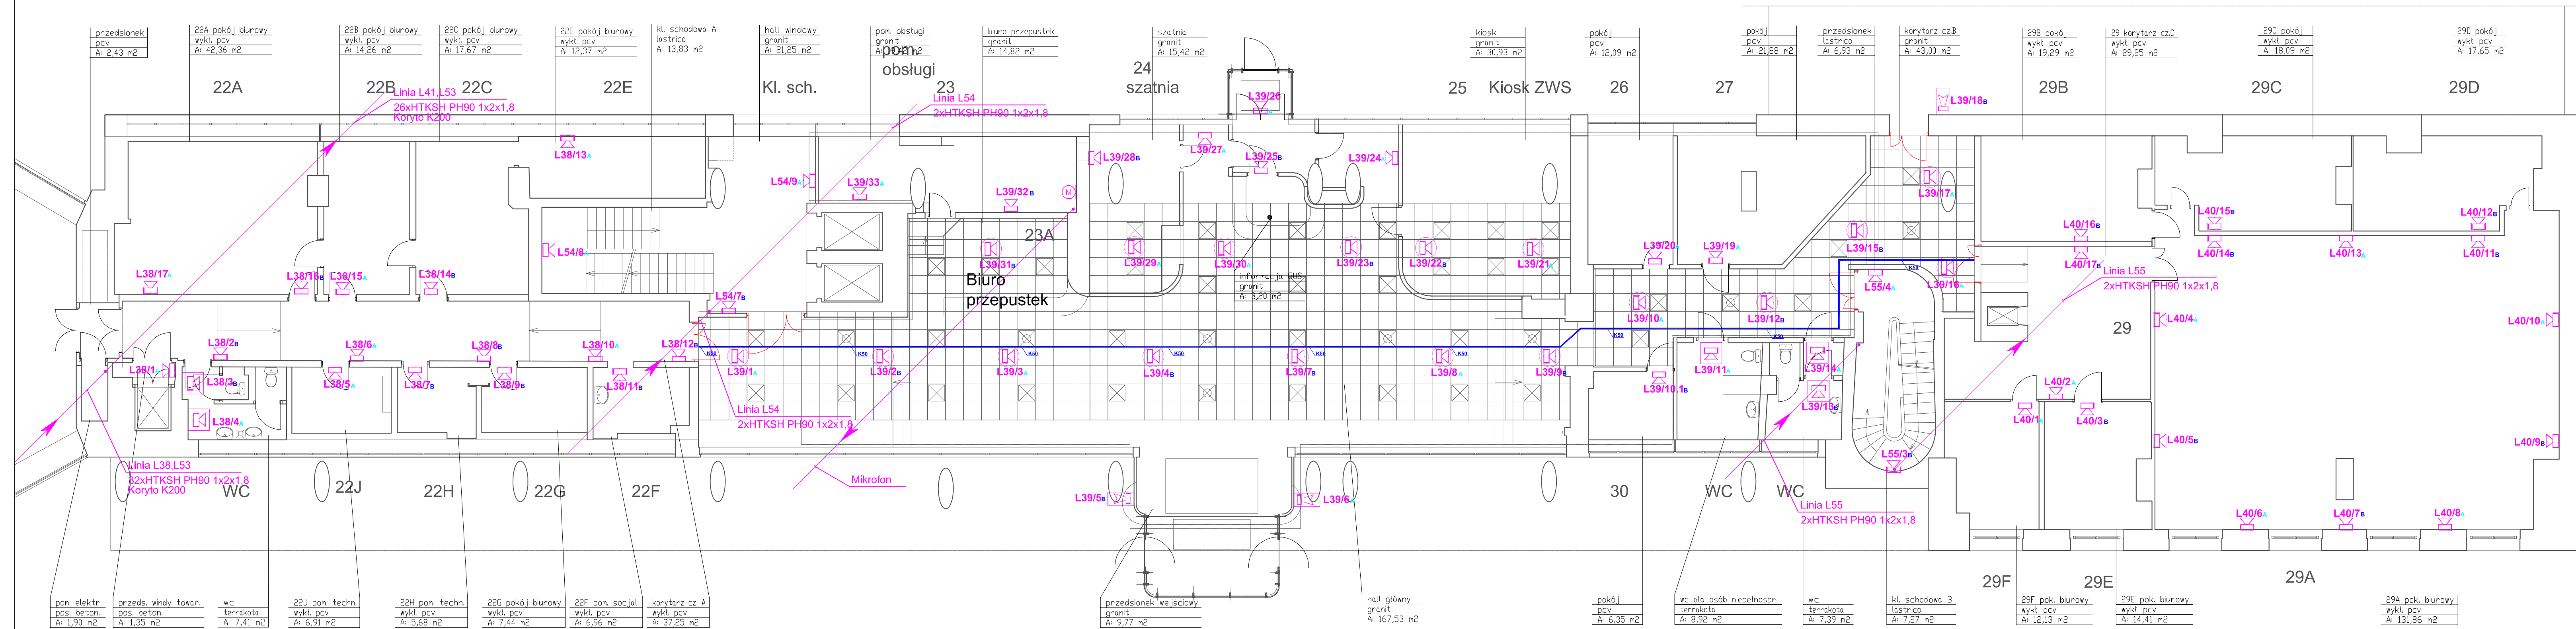 przedsionek
pcv
A: 2,43 m2
22A pokój biurowy
wykł. pcv
A: 42,36 m2
22B pokój biurowy
wykł. pcv
A: 14,26 m2
22C pokój biurowy
wykł. pcv
A: 17,67 m2
22E pokój biurowy
wykł. pcv
A: 12,37 m2
kl. schodowa A
lastrico
A: 13,83 m2
hall windowy
granit
A: 21,25 m2
pom. obsługi
granit
biuro przepustek
granit
A: 14,82 m2
szatnia
granit
A: 15,42 m2
kiosk
granit
A: 30,93 m2
pokój
pcv
A: 12,09 m2
pokój
pcv
A: 21,88 m2
przedsionek
lastrico
A: 6,93 m2
korytarz cz.B
granit
A: 43,00 m2
29B pokój
wykł. pcv
A: 19,29 m2
29 korytarz cz.C
wykł. pcv
A: 29,25 m2
29C pokój
wykł. pcv
A: 18,09 m2
29D pokój
wykł. pcv
A: 17,65 m2
22A
22B
22C
22E
Kl. sch.
pom.
obsługi
23
24
szatnia
25
Kiosk ZWS
26
27
29B
29C
29D
Linia L41,L53
26xHTKSH PH90 1x2x1,8
Koryto K200
Linia L54
2xHTKSH PH90 1x2x1,8
L39/26 A
L39/18 B
L38/13 A
L39/27 A
L39/28 B
L39/25 B
L39/24 A
L54/9 A
L39/33 A
L39/32 B
M
L39/17 A
L40/15 B
L40/12 B
L40/16 B
23A
L54/8 A
L39/31 B
L39/29 A
L39/30 A
L39/23 B
L39/22 B
L39/21 A
L39/20 A
L39/19 A
L39/15 B
L40/17 B
L40/14 B
L40/13 A
L40/11 B
L38/17 A
L38/16 B
L38/15 A
L38/14 B
Biuro
przepustek
informacja GUS
granit
A: 3,20 m2
K50
K50
L55/4 A
L39/16 A
Linia L55
2xHTKSH PH90 1x2x1,8
L54/7 B
L39/10 A
L39/12 B
29
L40/4 A
L40/10 A
L38/2 B
L38/6 A
L38/8 B
L38/10 A
L38/12 B
K50
K50
K50
K50
K50
K50
K50
L38/1 A
L38/3 B
L38/5 A
L38/7 B
L38/9 B
L38/11 B
L39/1 A
L39/2 B
L39/3 A
L39/4 B
L39/7 B
L39/8 A
L39/9 B
L39/10.1 B
L39/11 A
L39/14 A
L39/13 B
L40/2 A
L38/4 A
Linia L54
2xHTKSH PH90 1x2x1,8
L40/1 A
L40/3 B
L40/5 B
L40/9 B
Linia L38,L53
32xHTKSH PH90 1x2x1,8
Koryto K200
Mikrofon
L55/3 B
WC
22J
22H
22G
22F
L39/5 B
L39/6 A
30
WC
WC
Linia L55
2xHTKSH PH90 1x2x1,8
L40/6 A
L40/7 B
L40/8 A
29F
29E
29A
pom. elektr.
pos. beton.
A: 1,90 m2
przeds. windy towar.
pos. beton.
A: 1,35 m2
wc
terrakota
A: 7,41 m2
22J pom. techn.
wykł. pcv
A: 6,91 m2
22H pom. techn.
wykł. pcv
A: 5,68 m2
22G pokój biurowy
wykł. pcv
A: 7,44 m2
22F pom. socjal.
wykł. pcv
A: 6,96 m2
korytarz cz. A
wykł. pcv
A: 37,25 m2
przedsionek wejściowy
granit
A: 9,77 m2
hall główny
granit
A: 167,53 m2
pokój
pcv
A: 6,35 m2
wc dla osób niepełnospr.
terrakota
A: 8,92 m2
wc
terrakota
A: 7,39 m2
kl. schodowa B
lastrico
A: 7,27 m2
29F pok. biurowy
wykł. pcv
A: 12,13 m2
29E pok. biurowy
wykł. pcv
A: 14,41 m2
29A pok. biurowy
wykł. pcv
A: 131,86 m2